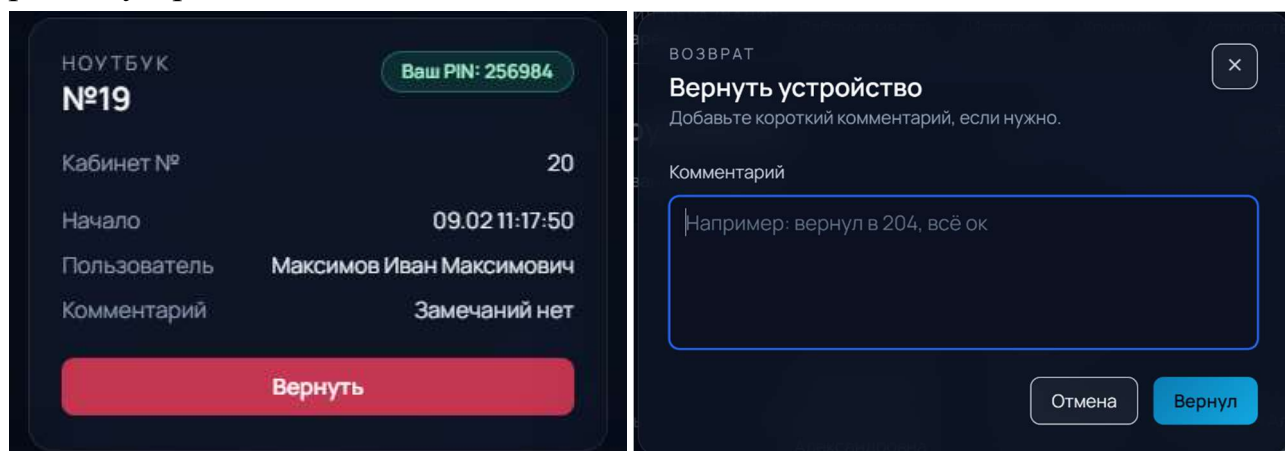 НОУТБУК
№19
Ваш PIN: 256984
Кабинет № 20
Начало 09.02 11:17:50
Пользователь Максимов Иван Максимович
Комментарий Замечаний нет
Вернуть
ВОЗВРАТ
Вернуть устройство
Добавьте короткий комментарий, если нужно.
Комментарий
Например: вернул в 204, всё ок
Отмена Вернул